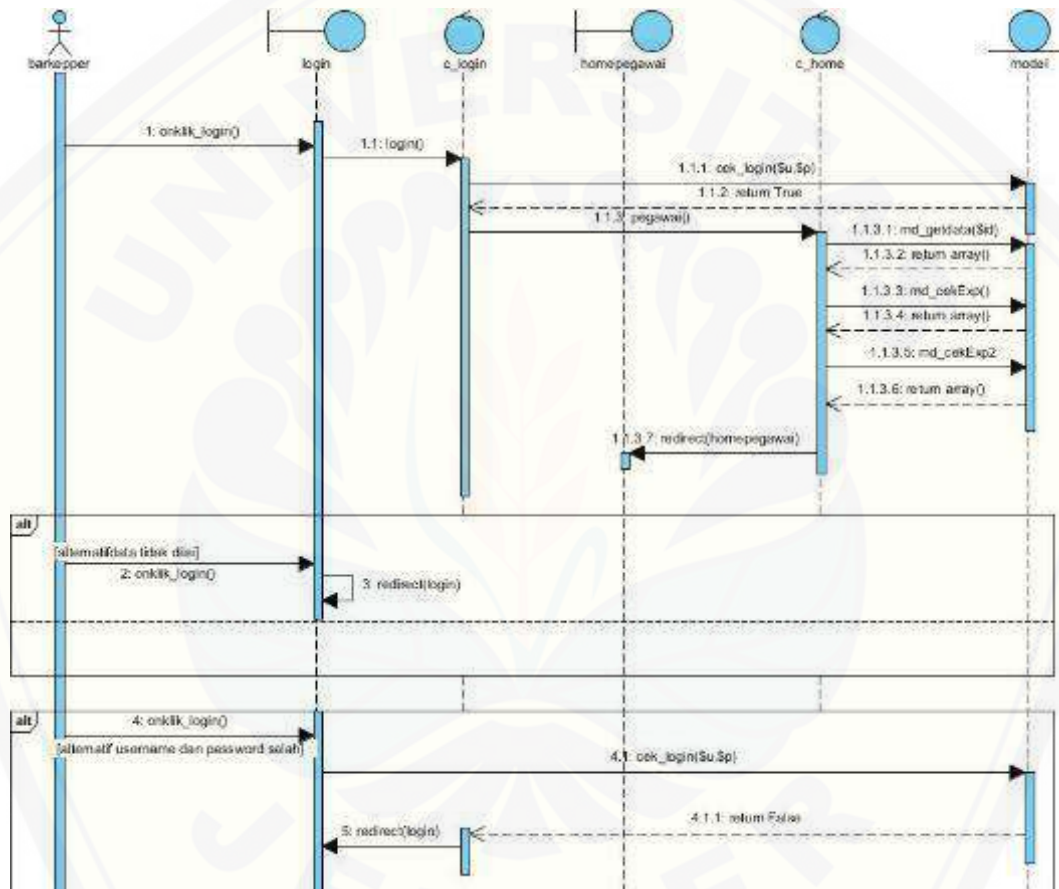 barkepper
login
c_login
homepegawai
c_home
model
1: onklik_login()
1.1: login()
1.1.1: cek_login($u,$p)
1.1.2: return True
1.1.3: pegawai()
1.1.3.1: md_getdata($id)
1.1.3.2: return array()
1.1.3.3: md_cekExp()
1.1.3.4: return array()
1.1.3.5: md_cekExp2
1.1.3.6: return array()
1.1.3.7: redirect(homepegawai)
alt
[alternatifdata tidak diisi]
2: onklik_login()
3: redirect(login)
alt
4: onklik_login()
[alternatif username dan password salah]
4.1: cek_login($u,$p)
4.1.1: return False
5: redirect(login)
UNIVERSITA